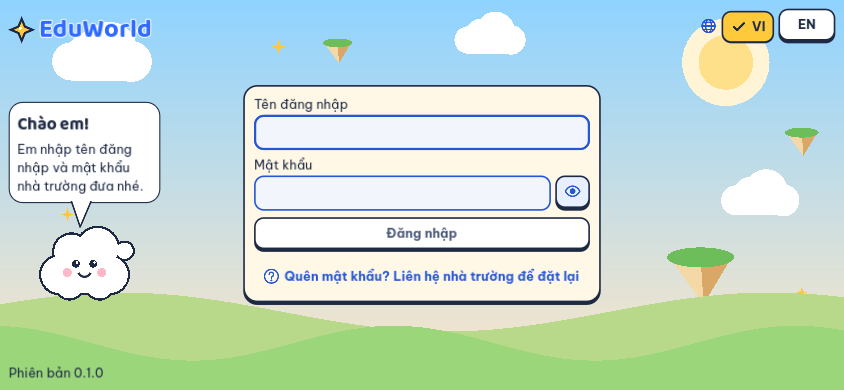 EduWorld
VI
EN
Chào em!
Em nhập tên đăng
nhập và mật khẩu
nhà trường đưa nhé.
Tên đăng nhập
Mật khẩu
Đăng nhập
Quên mật khẩu? Liên hệ nhà trường để đặt lại
Phiên bản 0.1.0